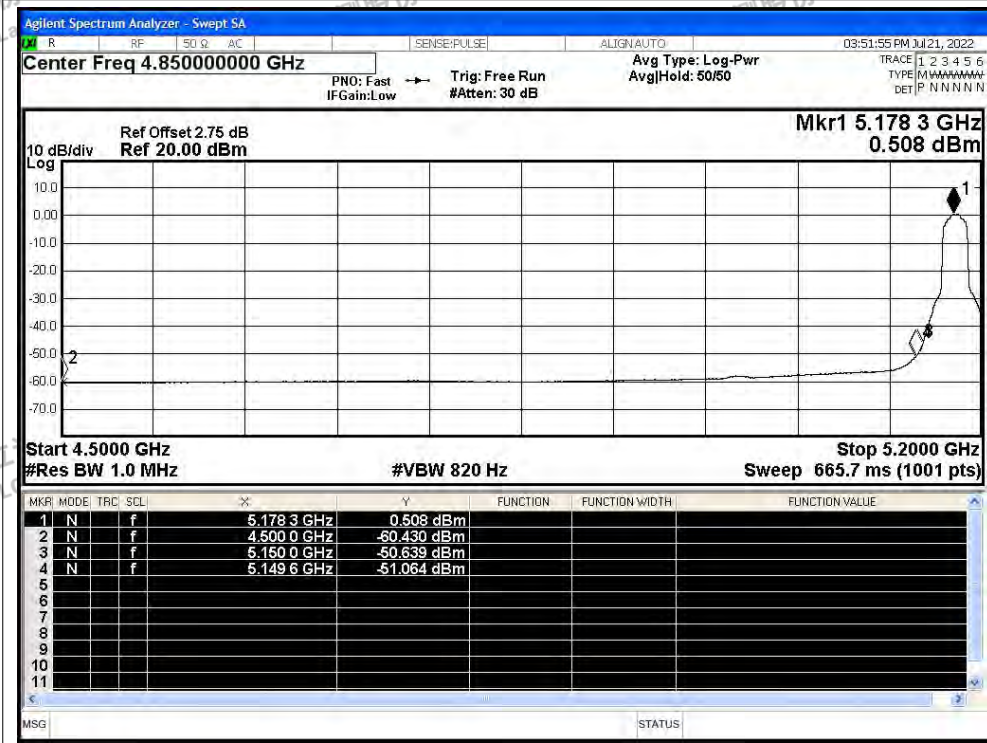 Agilent Spectrum Analyzer - Swept SA
LXI R RF 50 Ω AC SENSE:PULSE ALIGNAUTO 03:51:55 PM Jul 21, 2022
Center Freq 4.850000000 GHz
PNO: Fast
IFGain:Low
Trig: Free Run
#Atten: 30 dB
Avg Type: Log-Pwr
Avg|Hold: 50/50
TRACE 1 2 3 4 5 6
TYPE M WWWWW
DET P N N N N N
Mkr1 5.178 3 GHz
0.508 dBm
Ref Offset 2.75 dB
10 dB/div Ref 20.00 dBm
Log
10.0
0.00
-10.0
-20.0
-30.0
-40.0
-50.0
-60.0
-70.0
1
2
Start 4.5000 GHz Stop 5.2000 GHz
#Res BW 1.0 MHz #VBW 820 Hz Sweep 665.7 ms (1001 pts)
MKR MODE TRC SCL X Y FUNCTION FUNCTION WIDTH FUNCTION VALUE
1 N f 5.178 3 GHz 0.508 dBm
2 N f 4.500 0 GHz -60.430 dBm
3 N f 5.150 0 GHz -50.639 dBm
4 N f 5.149 6 GHz -51.064 dBm
5
6
7
8
9
10
11
MSG STATUS